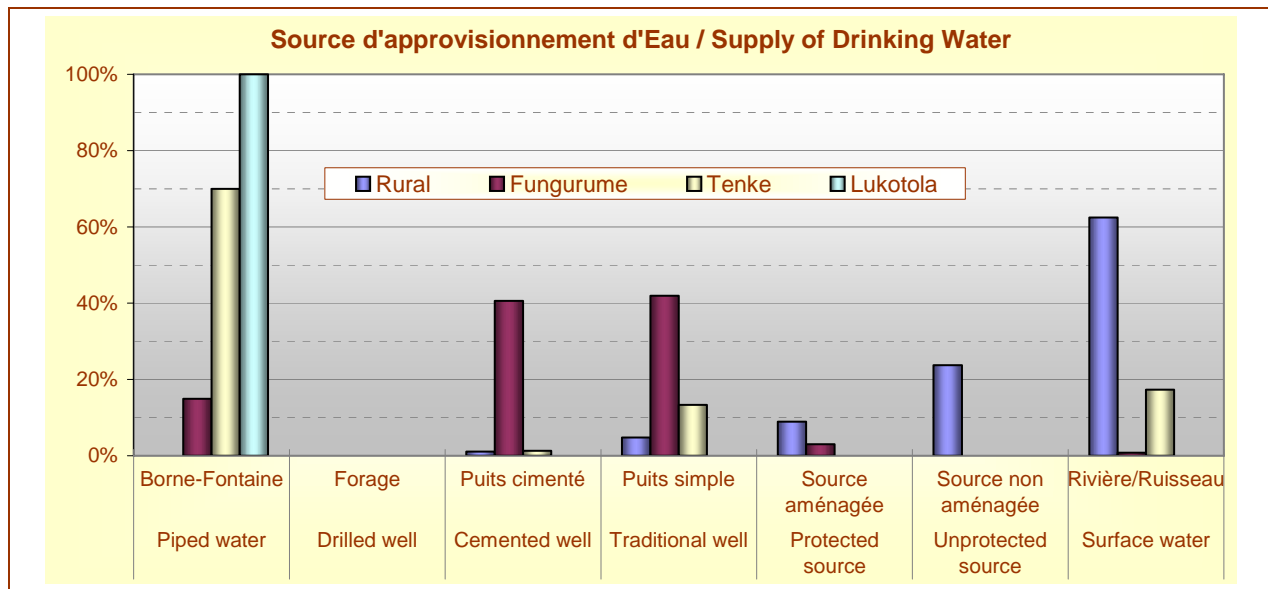 Source d'approvisionnement d'Eau / Supply of Drinking Water
100%
80%
60%
40%
20%
0%
Rural Fungurume Tenke Lukotola
Borne-Fontaine Forage Puits cimenté Puits simple Source Source non Rivière/Ruisseau
aménagée aménagée
Piped water Drilled well Cemented well Traditional well Protected Unprotected Surface water
source source